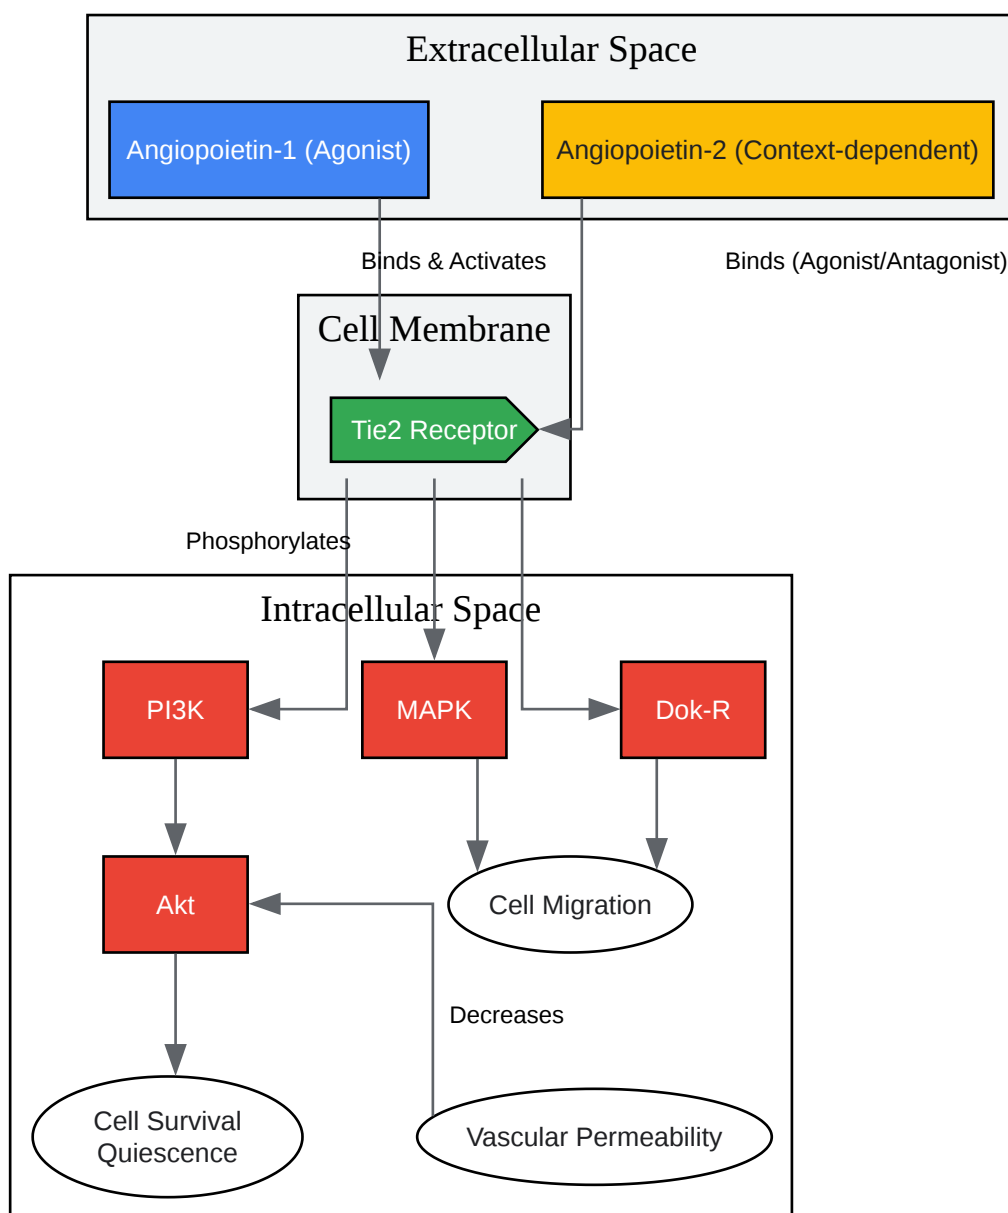 Extracellular Space
Angiopoietin-1 (Agonist)
Angiopoietin-2 (Context-dependent)
Binds & Activates
Binds (Agonist/Antagonist)
Cell Membrane
Tie2 Receptor
Phosphorylates
Intracellular Space
PI3K
MAPK
Dok-R
Akt
Cell Migration
Decreases
Cell Survival
Quiescence
Vascular Permeability